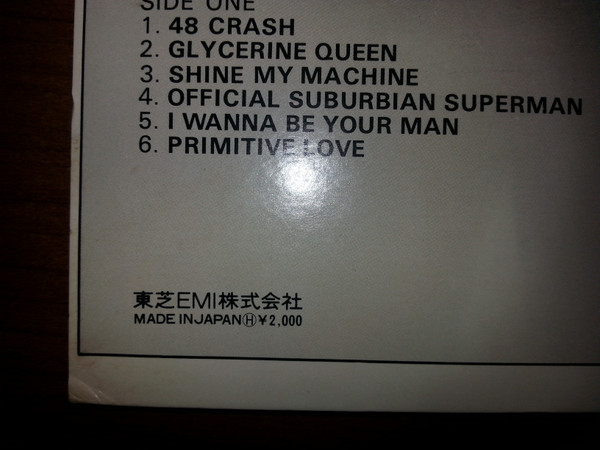 SIDE ONE
1. 48 CRASH
2. GLYCERINE QUEEN
3. SHINE MY MACHINE
4. OFFICIAL SUBURBIAN SUPERMAN
5. I WANNA BE YOUR MAN
6. PRIMITIVE LOVE
東芝EMI株式会社
MADE IN JAPANⒽ¥2,000